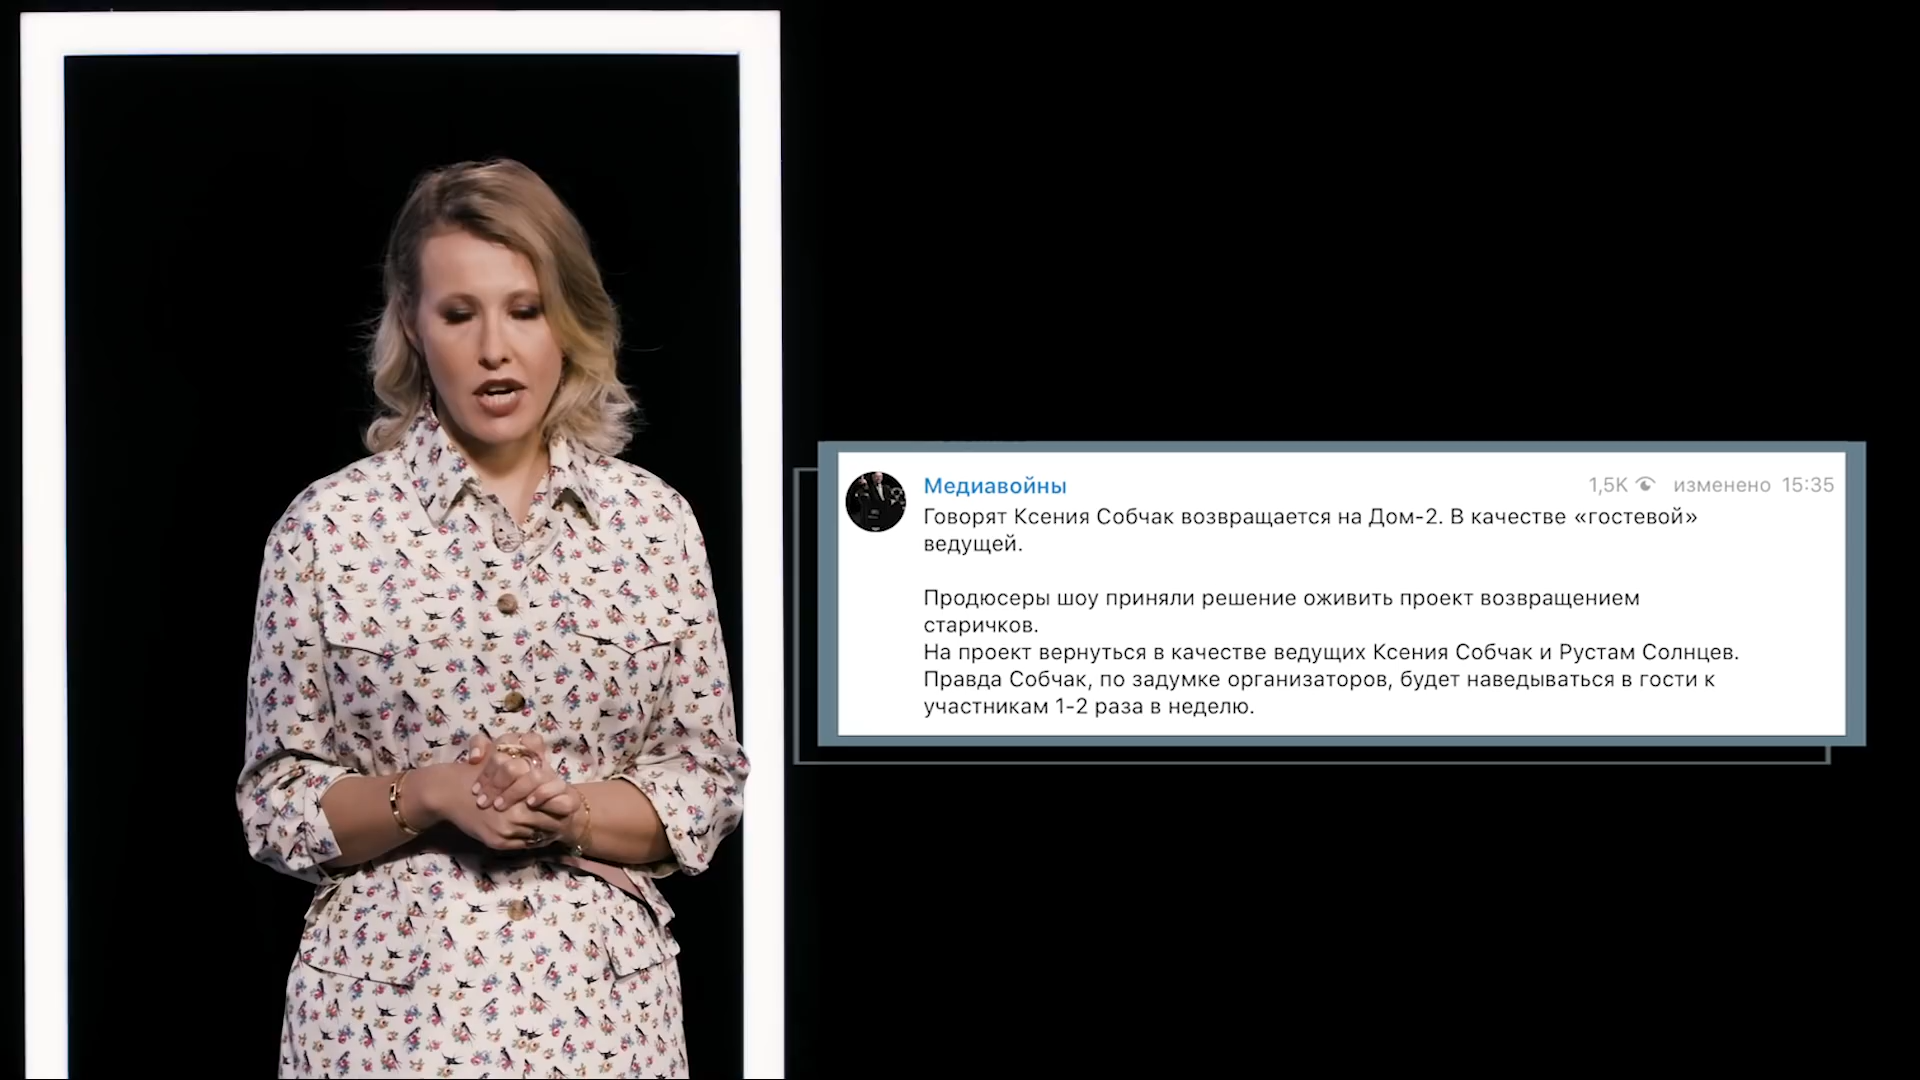 Медиавойны
1,5K изменено 15:35
Говорят Ксения Собчак возвращается на Дом-2. В качестве «гостевой»
ведущей.
Продюсеры шоу приняли решение оживить проект возвращением
старичков.
На проект вернуться в качестве ведущих Ксения Собчак и Рустам Солнцев.
Правда Собчак, по задумке организаторов, будет наведываться в гости к
участникам 1-2 раза в неделю.